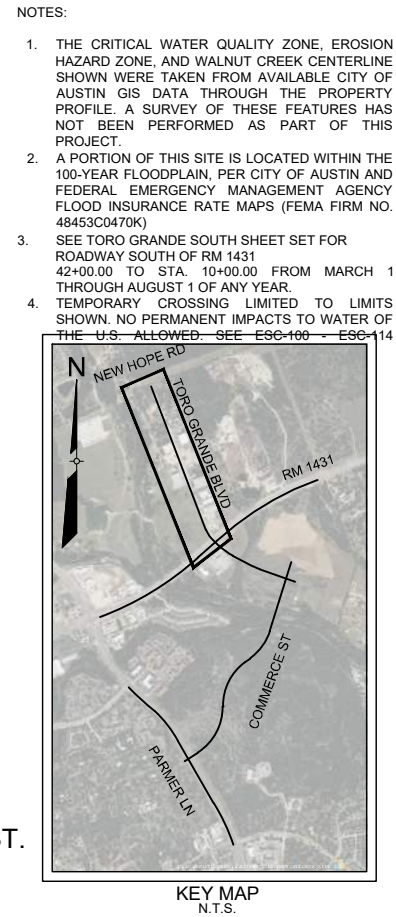 NOTES:
1. THE CRITICAL WATER QUALITY ZONE, EROSION
HAZARD ZONE, AND WALNUT CREEK CENTERLINE
SHOWN WERE TAKEN FROM AVAILABLE CITY OF
AUSTIN GIS DATA THROUGH THE PROPERTY
PROFILE. A SURVEY OF THESE FEATURES HAS
NOT BEEN PERFORMED AS PART OF THIS
PROJECT.
2. A PORTION OF THIS SITE IS LOCATED WITHIN THE
100-YEAR FLOODPLAIN, PER CITY OF AUSTIN AND
FEDERAL EMERGENCY MANAGEMENT AGENCY
FLOOD INSURANCE RATE MAPS (FEMA FIRM NO.
48453C0470K)
3. SEE TORO GRANDE SOUTH SHEET SET FOR
ROADWAY SOUTH OF RM 1431
42+00.00 TO STA. 10+00.00 FROM MARCH 1
THROUGH AUGUST 1 OF ANY YEAR.
4. TEMPORARY CROSSING LIMITED TO LIMITS
SHOWN. NO PERMANENT IMPACTS TO WATER OF
THE U.S. ALLOWED. SEE ESC-100 - ESC-114
N
NEW HOPE RD
TORO GRANDE BLVD
RM 1431
COMMERCE ST
PARMER LN
ST.
KEY MAP
N.T.S.